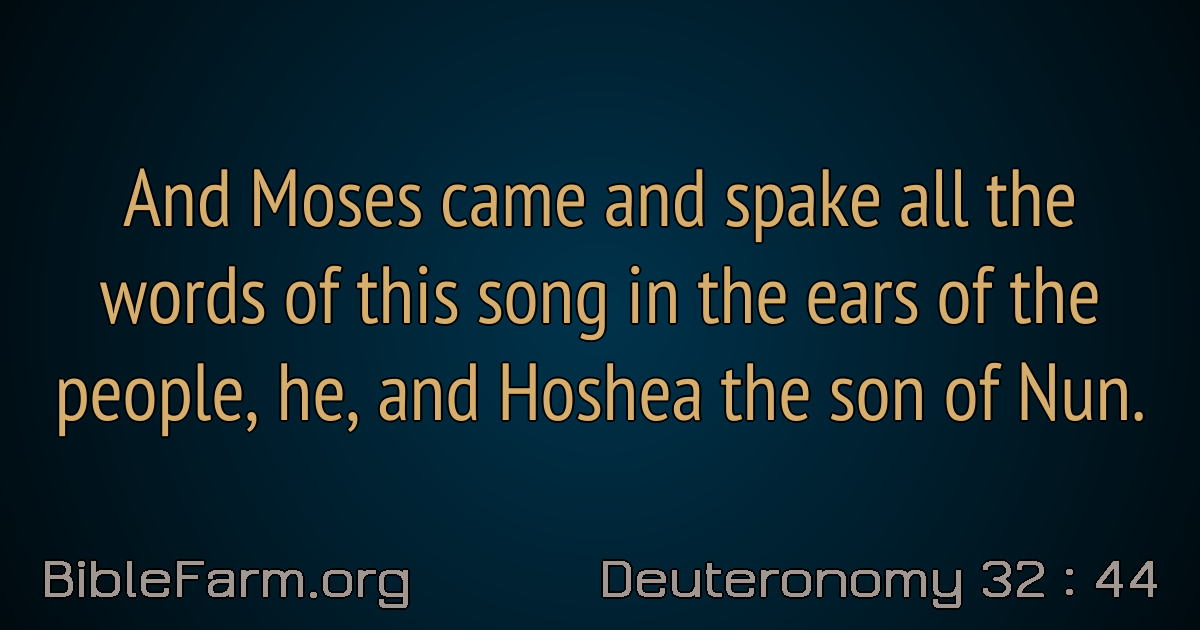 And Moses came and spake all the
words of this song in the ears of the
people, he, and Hoshea the son of Nun.
BibleFarm.org
Deuteronomy 32 : 44